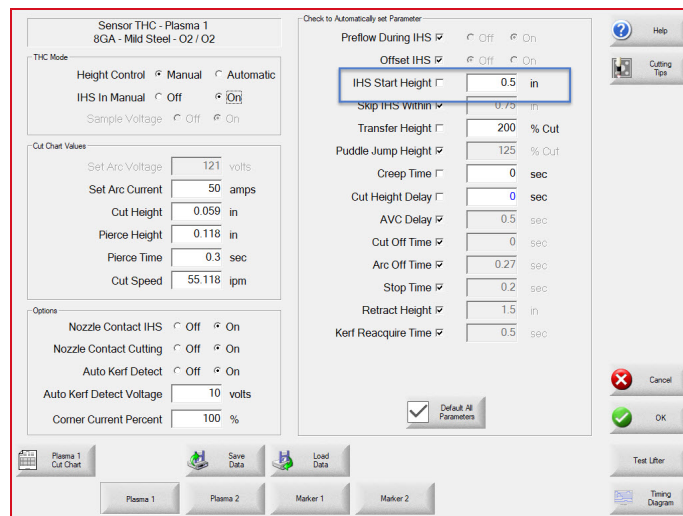 Sensor THC - Plasma 1
8GA - Mild Steel - O2 / O2
THC Mode
Height Control Manual Automatic
IHS In Manual Off On
Sample Voltage Off On
Cut Chart Values
Set Arc Voltage 121 volts
Set Arc Current 50 amps
Cut Height 0.059 in
Pierce Height 0.118 in
Pierce Time 0.3 sec
Cut Speed 55.118 ipm
Options
Nozzle Contact IHS Off On
Nozzle Contact Cutting Off On
Auto Kerf Detect Off On
Auto Kerf Detect Voltage 10 volts
Corner Current Percent 100 %
Check to Automatically set Parameter
Preflow During IHS Off On
Offset IHS Off On
IHS Start Height 0.5 in
Skip IHS Within 0.75 in
Transfer Height 200 % Cut
Puddle Jump Height 125 % Cut
Creep Time 0 sec
Cut Height Delay 0 sec
AVC Delay 0.5 sec
Cut Off Time 0 sec
Arc Off Time 0.27 sec
Stop Time 0.2 sec
Retract Height 1.5 in
Kerf Reacquire Time 0.5 sec
Default All
Parameters
Help
Cutting
Tips
Cancel
OK
Test Lifter
Timing
Diagram
Plasma 1
Cut Chart
Save
Data
Load
Data
Plasma 1
Plasma 2
Marker 1
Marker 2